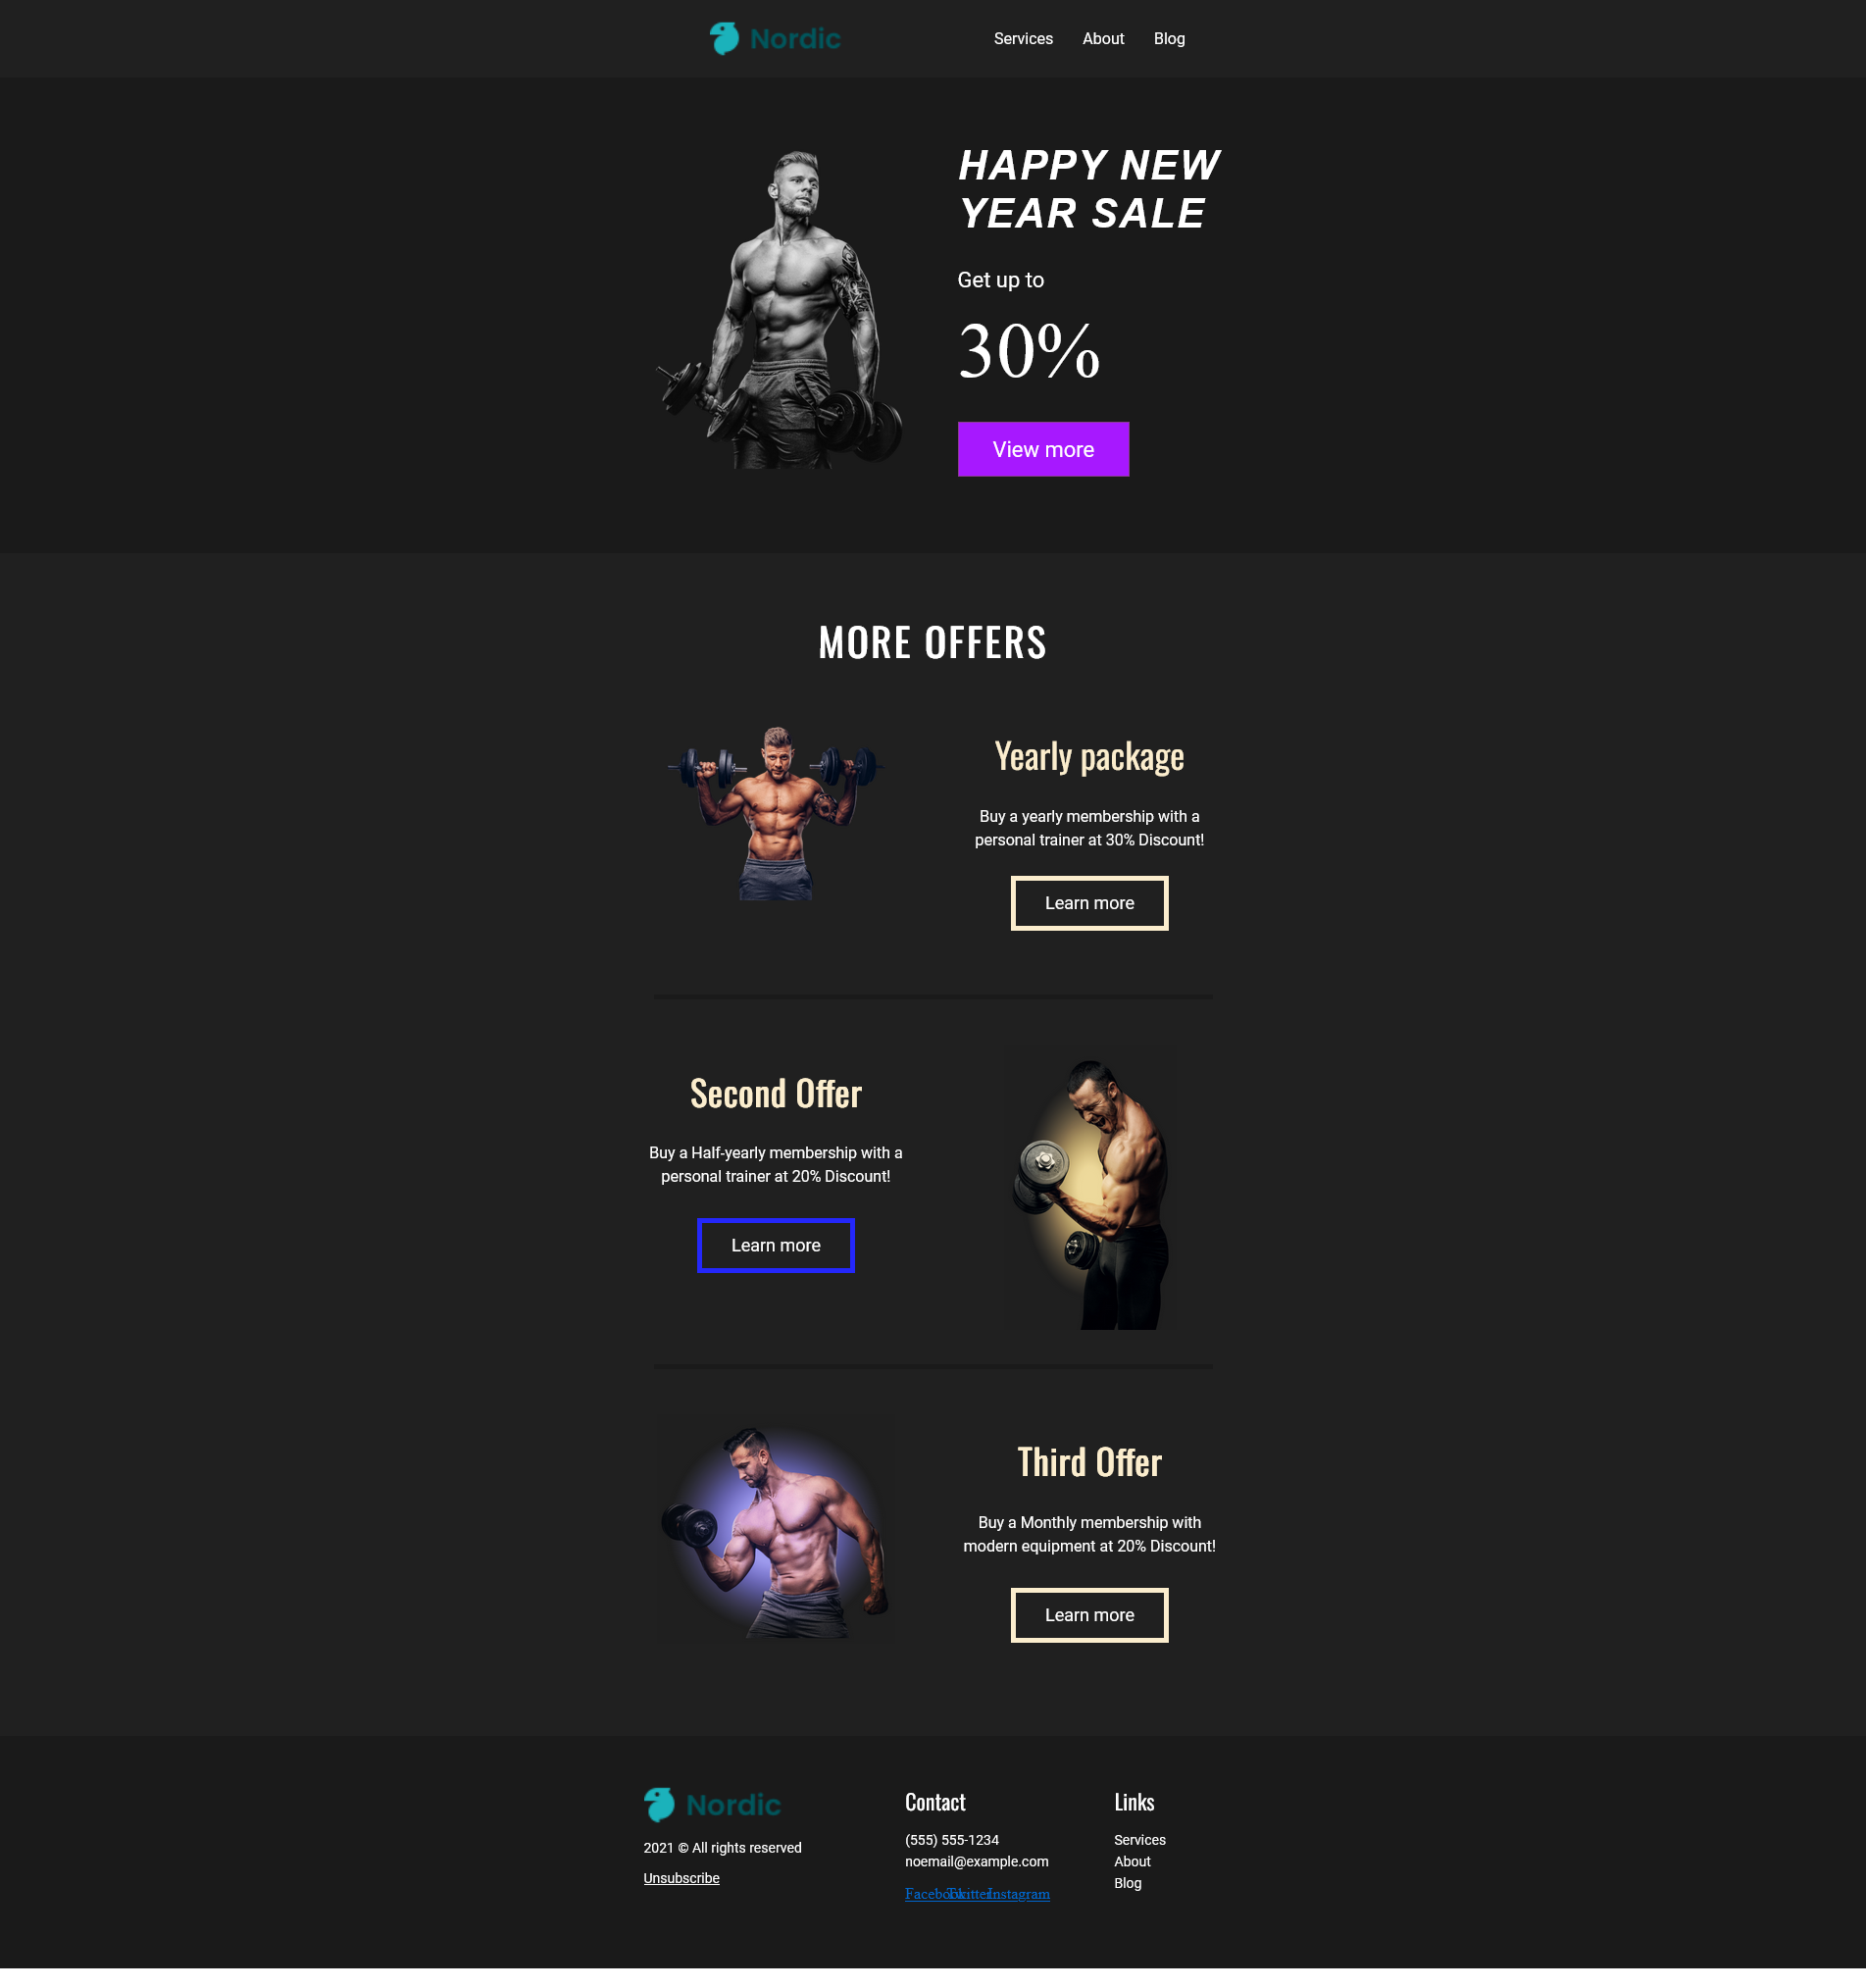 Nordic
Services About Blog
HAPPY NEW
YEAR SALE
Get up to
30%
View more
MORE OFFERS
Yearly package
Buy a yearly membership with a
personal trainer at 30% Discount!
Learn more
Second Offer
Buy a Half-yearly membership with a
personal trainer at 20% Discount!
Learn more
Third Offer
Buy a Monthly membership with
modern equipment at 20% Discount!
Learn more
Nordic
2021 © All rights reserved
Unsubscribe
Contact
(555) 555-1234
noemail@example.com
Facebook Twitter Instagram
Links
Services
About
Blog